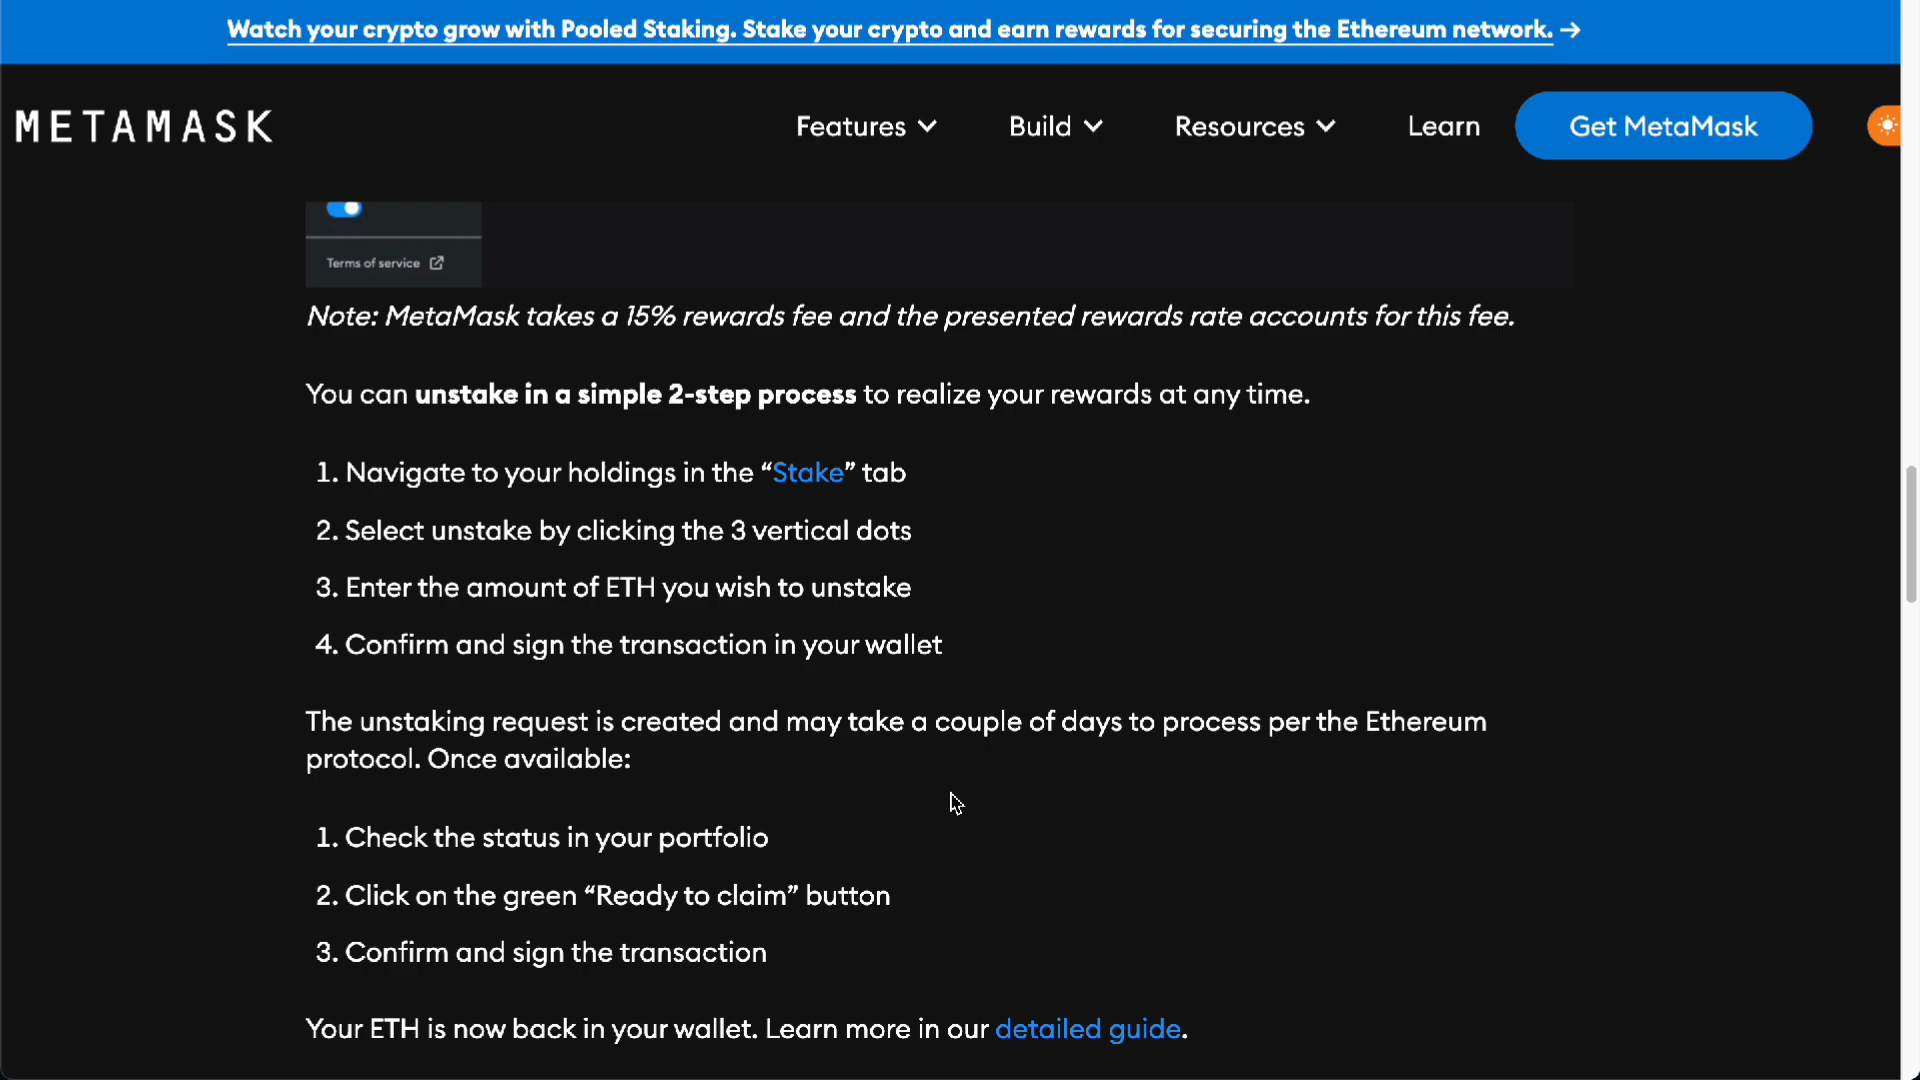 Watch your crypto grow with Pooled Staking. Stake your crypto and earn rewards for securing the Ethereum network. →
METAMASK
Features
Build
Resources
Learn
Get MetaMask
Terms of service
Note: MetaMask takes a 15% rewards fee and the presented rewards rate accounts for this fee.
You can unstake in a simple 2-step process to realize your rewards at any time.
1. Navigate to your holdings in the “Stake” tab
2. Select unstake by clicking the 3 vertical dots
3. Enter the amount of ETH you wish to unstake
4. Confirm and sign the transaction in your wallet
The unstaking request is created and may take a couple of days to process per the Ethereum
protocol. Once available:
1. Check the status in your portfolio
2. Click on the green “Ready to claim” button
3. Confirm and sign the transaction
Your ETH is now back in your wallet. Learn more in our detailed guide.